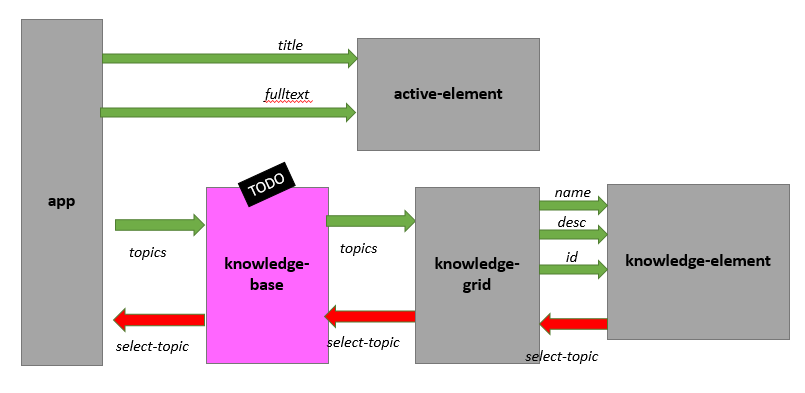 title
active-element
fulltext
app
TODO
topics
knowledge-
base
topics
select-topic
select-topic
knowledge-
grid
name
desc
id
knowledge-element
select-topic